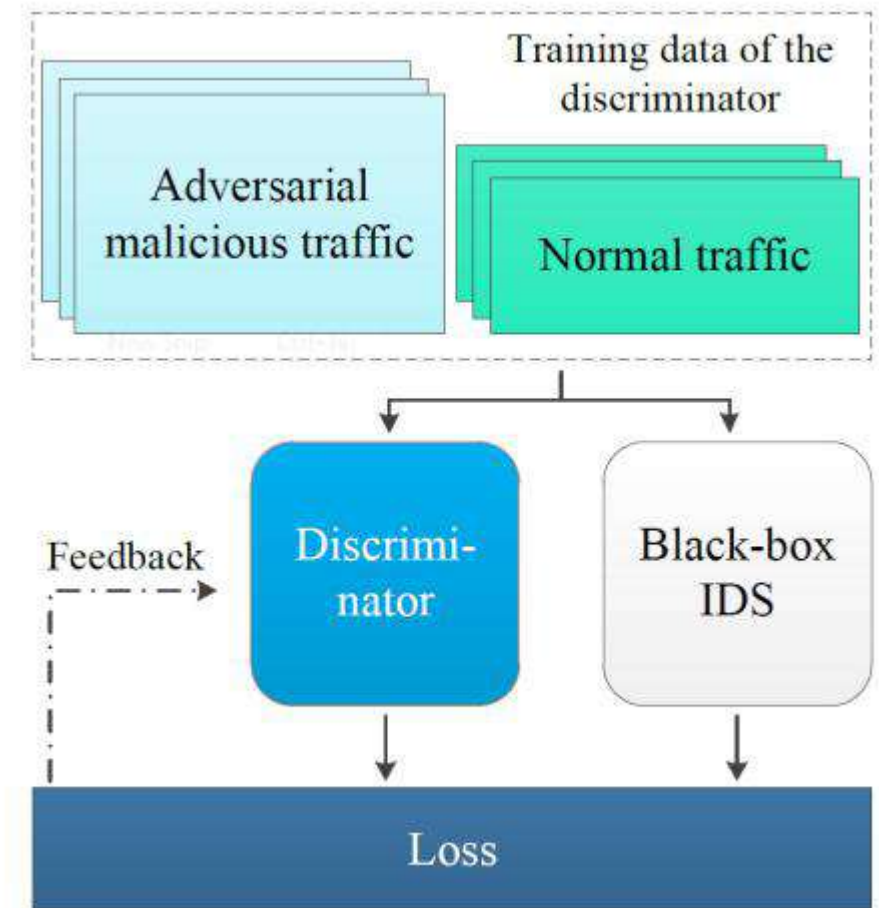 Training data of the
discriminator
Adversarial
malicious traffic
Normal traffic
Discrimi-
nator
Black-box
IDS
Feedback
Loss